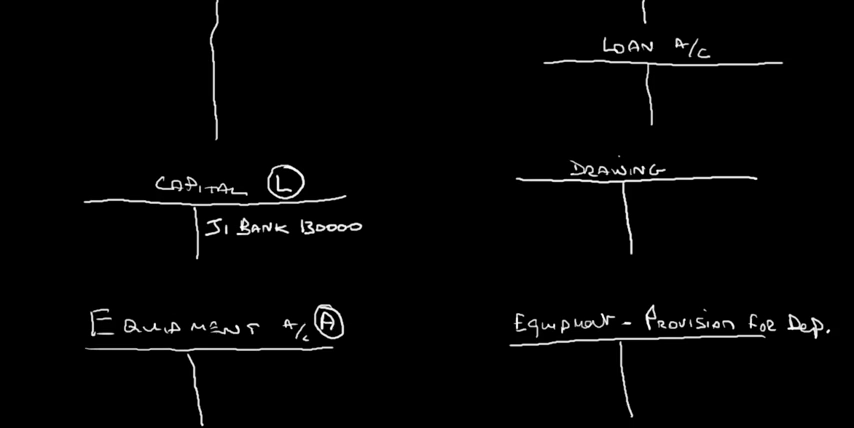 LOAN A/C
CAPITAL L
DRAWING
J1 BANK 130000
EQUIPMENT A/C A
EQUIPMENT - PROVISION FOR DEP.